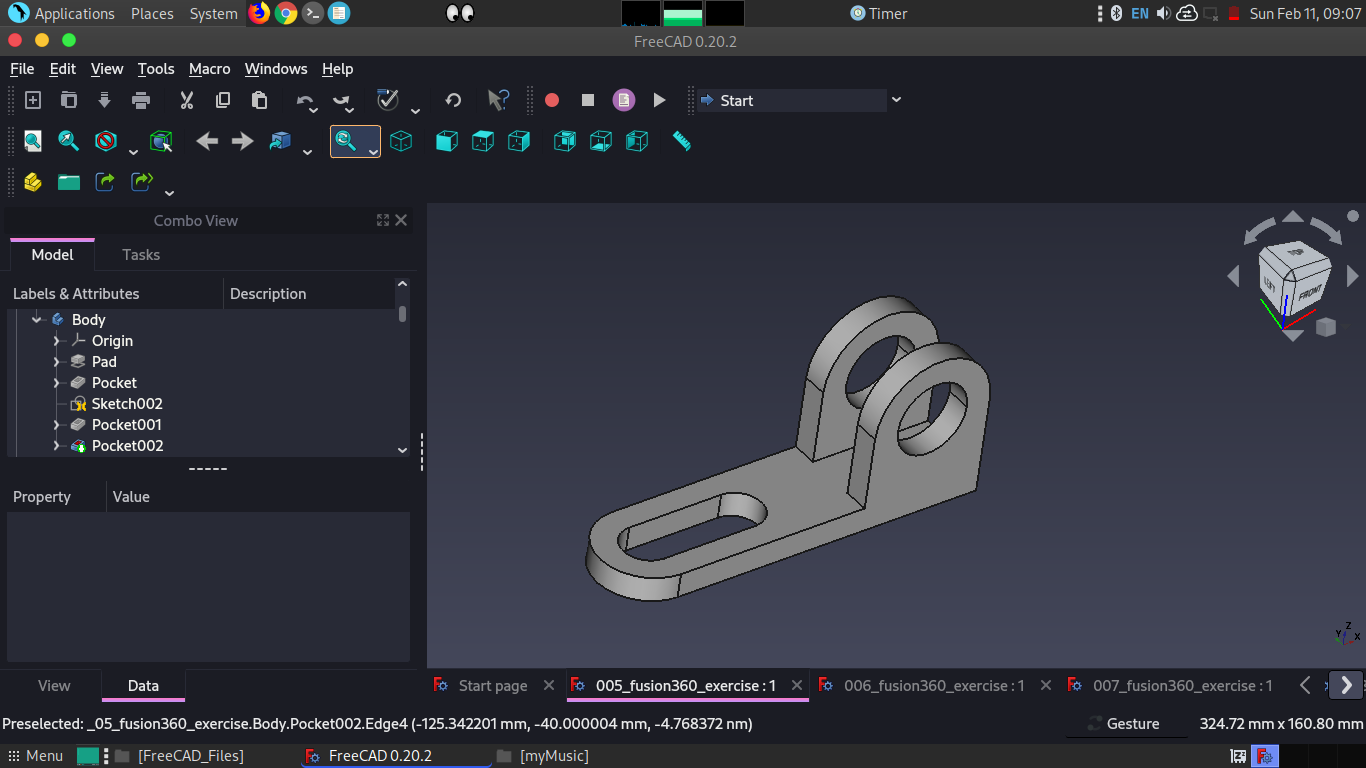 Applications Places System Timer EN Sun Feb 11, 09:07
FreeCAD 0.20.2
File Edit View Tools Macro Windows Help
Start
Combo View
Model Tasks
Labels & Attributes Description
Body
Origin
Pad
Pocket
Sketch002
Pocket001
Pocket002
Property Value
TOP
LEFT FRONT
Z
Y X
View Data
Start page 005_fusion360_exercise : 1 006_fusion360_exercise : 1 007_fusion360_exercise : 1
Preselected: _05_fusion360_exercise.Body.Pocket002.Edge4 (-125.342201 mm, -40.000004 mm, -4.768372 nm) Gesture 324.72 mm x 160.80 mm
Menu [FreeCAD_Files] FreeCAD 0.20.2 [myMusic]